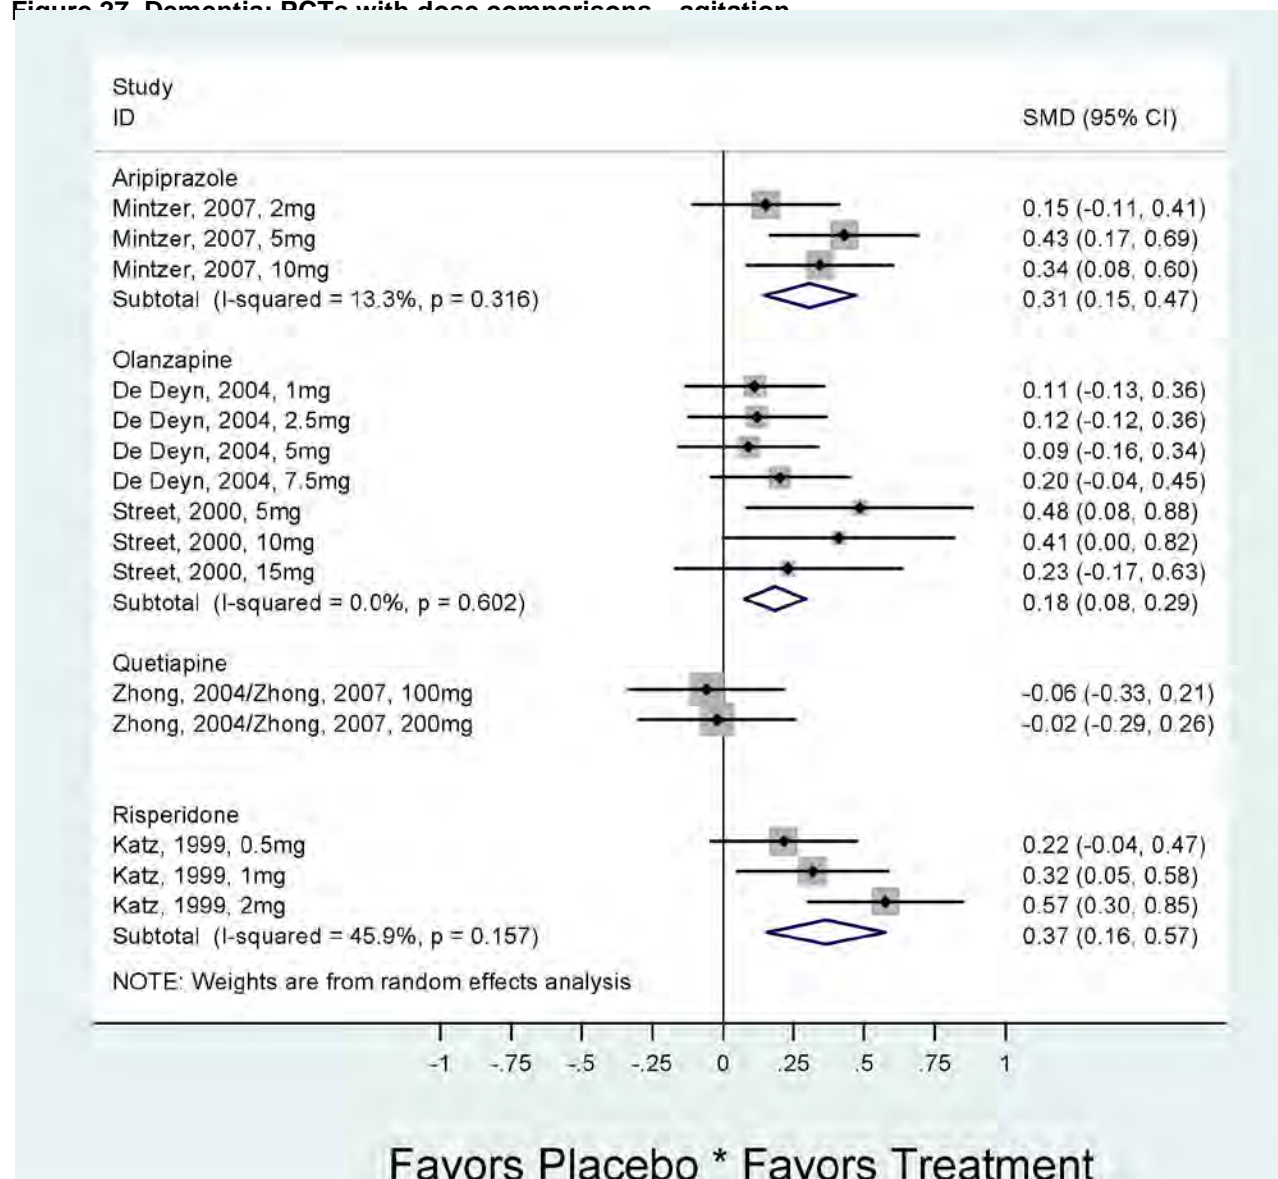 Figure 27. Dementia: RCTs with dose comparisons—agitation
Study
ID SMD (95% CI)
Aripiprazole
Mintzer, 2007, 2mg 0.15 (-0.11, 0.41)
Mintzer, 2007, 5mg 0.43 (0.17, 0.69)
Mintzer, 2007, 10mg 0.34 (0.08, 0.60)
Subtotal (I-squared = 13.3%, p = 0.316) 0.31 (0.15, 0.47)
Olanzapine
De Deyn, 2004, 1mg 0.11 (-0.13, 0.36)
De Deyn, 2004, 2.5mg 0.12 (-0.12, 0.36)
De Deyn, 2004, 5mg 0.09 (-0.16, 0.34)
De Deyn, 2004, 7.5mg 0.20 (-0.04, 0.45)
Street, 2000, 5mg 0.48 (0.08, 0.88)
Street, 2000, 10mg 0.41 (0.00, 0.82)
Street, 2000, 15mg 0.23 (-0.17, 0.63)
Subtotal (I-squared = 0.0%, p = 0.602) 0.18 (0.08, 0.29)
Quetiapine
Zhong, 2004/Zhong, 2007, 100mg -0.06 (-0.33, 0.21)
Zhong, 2004/Zhong, 2007, 200mg -0.02 (-0.29, 0.26)
Risperidone
Katz, 1999, 0.5mg 0.22 (-0.04, 0.47)
Katz, 1999, 1mg 0.32 (0.05, 0.58)
Katz, 1999, 2mg 0.57 (0.30, 0.85)
Subtotal (I-squared = 45.9%, p = 0.157) 0.37 (0.16, 0.57)
NOTE: Weights are from random effects analysis
-1 -.75 -.5 -.25 0 .25 .5 .75 1
Favors Placebo * Favors Treatment